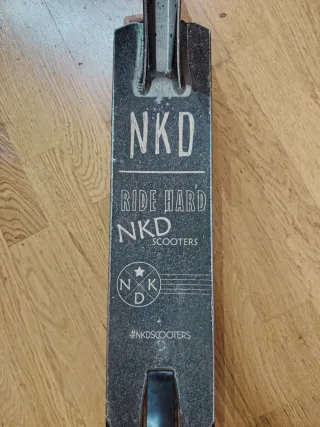 NKD
RIDE HARD
NKD
SCOOTERS
N K
D
#NKDSCOOTERS